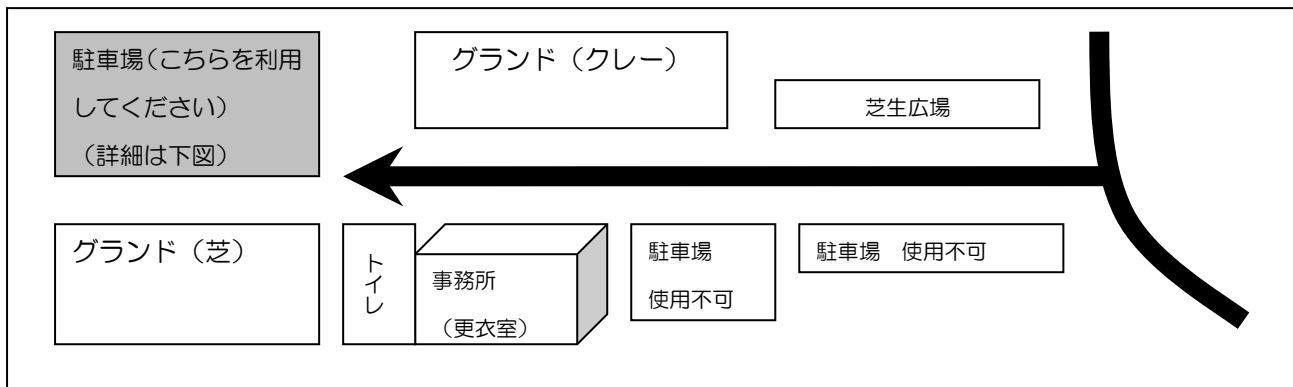 駐車場(こちらを利用
してください)
(詳細は下図)
グランド(クレー)
芝生広場
グランド(芝)
トイレ
事務所
(更衣室)
駐車場
使用不可
駐車場 使用不可